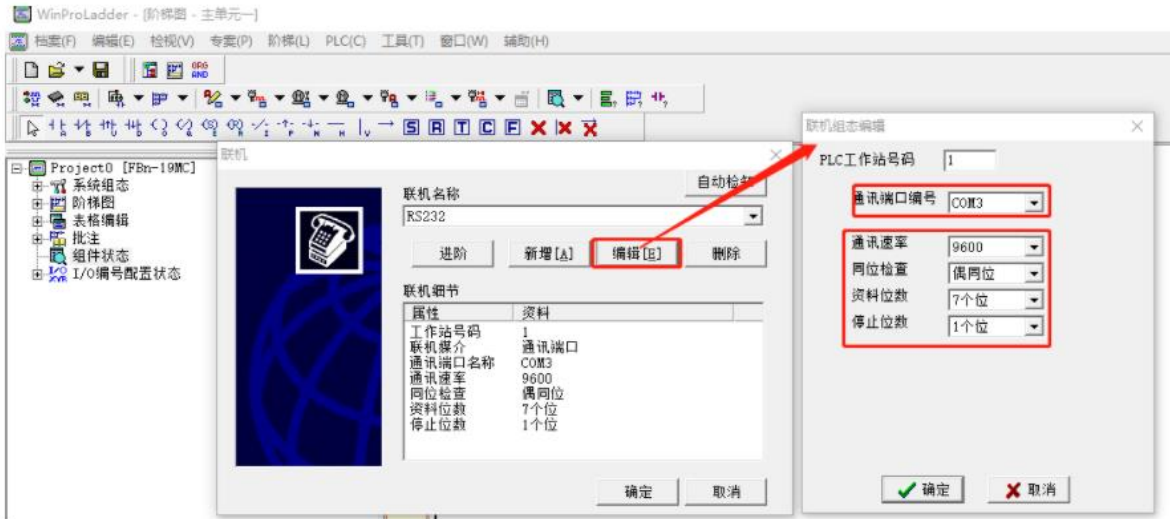 WinProLadder - [阶梯图 - 主单元一]
档案(F) 编辑(E) 检视(V) 专案(P) 阶梯(L) PLC(C) 工具(T) 窗口(W) 辅助(H)
ORG
AND
S R T C F
Project0 [FBn-19MC]
系统组态
阶梯图
表格编辑
批注
组件状态
I/O编号配置状态
联机
自动检知
联机名称
RS232
进阶 新增[A] 编辑[E] 删除
联机细节
属性 资料
工作站号码 1
联机媒介 通讯端口
通讯端口名称 COM3
通讯速率 9600
同位检查 偶同位
资料位数 7个位
停止位数 1个位
确定 取消
联机组态编辑
PLC工作站号码 1
通讯端口编号 COM3
通讯速率 9600
同位检查 偶同位
资料位数 7个位
停止位数 1个位
确定 取消